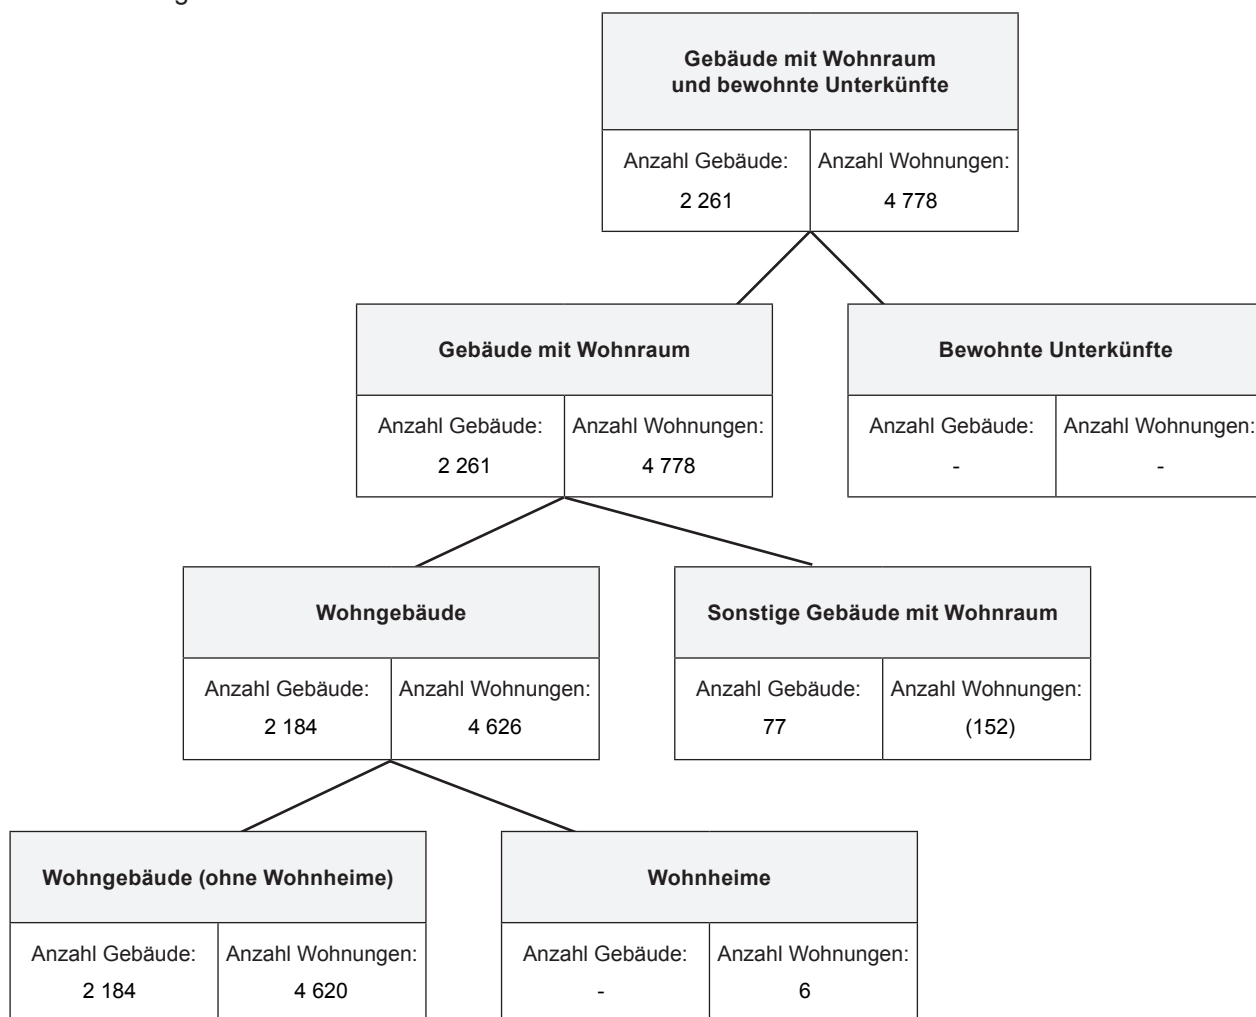 Gebäude mit Wohnraum
und bewohnte Unterkünfte
Anzahl Gebäude: Anzahl Wohnungen:
2 261 4 778
Gebäude mit Wohnraum
Anzahl Gebäude: Anzahl Wohnungen:
2 261 4 778
Bewohnte Unterkünfte
Anzahl Gebäude: Anzahl Wohnungen:
- -
Wohngebäude
Anzahl Gebäude: Anzahl Wohnungen:
2 184 4 626
Sonstige Gebäude mit Wohnraum
Anzahl Gebäude: Anzahl Wohnungen:
77 (152)
Wohngebäude (ohne Wohnheime)
Anzahl Gebäude: Anzahl Wohnungen:
2 184 4 620
Wohnheime
Anzahl Gebäude: Anzahl Wohnungen:
- 6